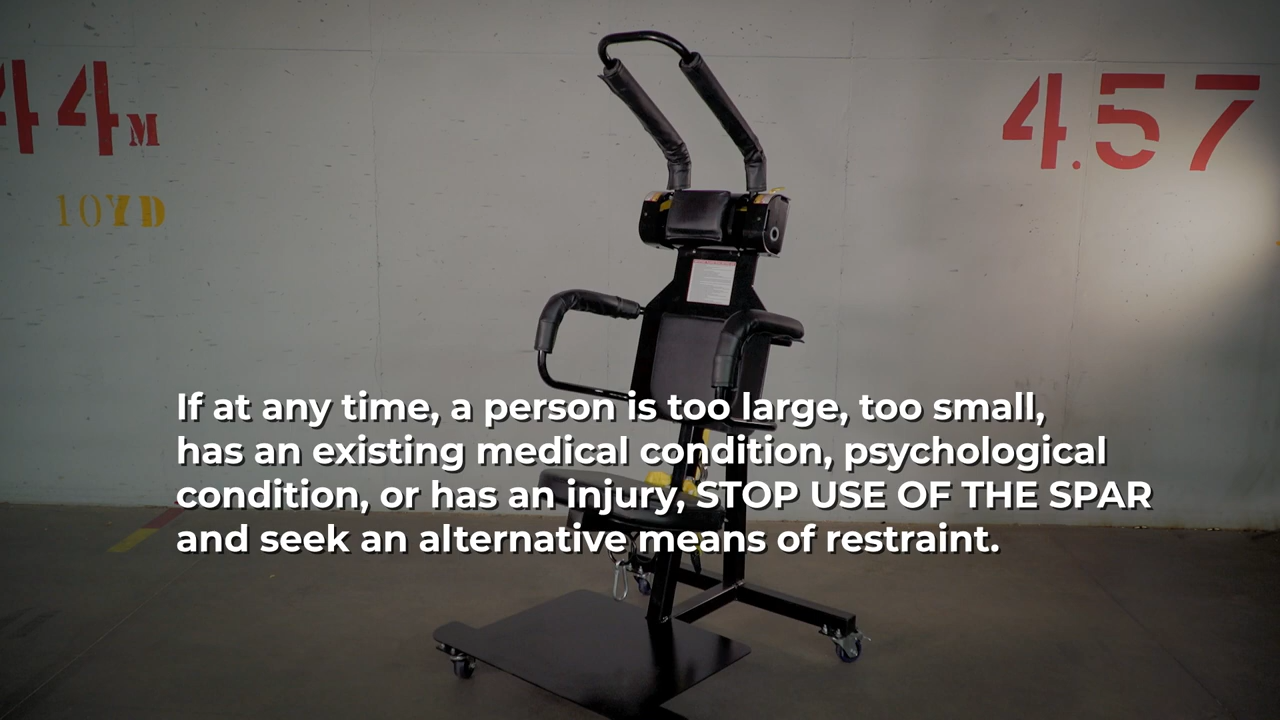 44M
4.57
10YD
If at any time, a person is too large, too small,
has an existing medical condition, psychological
condition, or has an injury, STOP USE OF THE SPAR
and seek an alternative means of restraint.